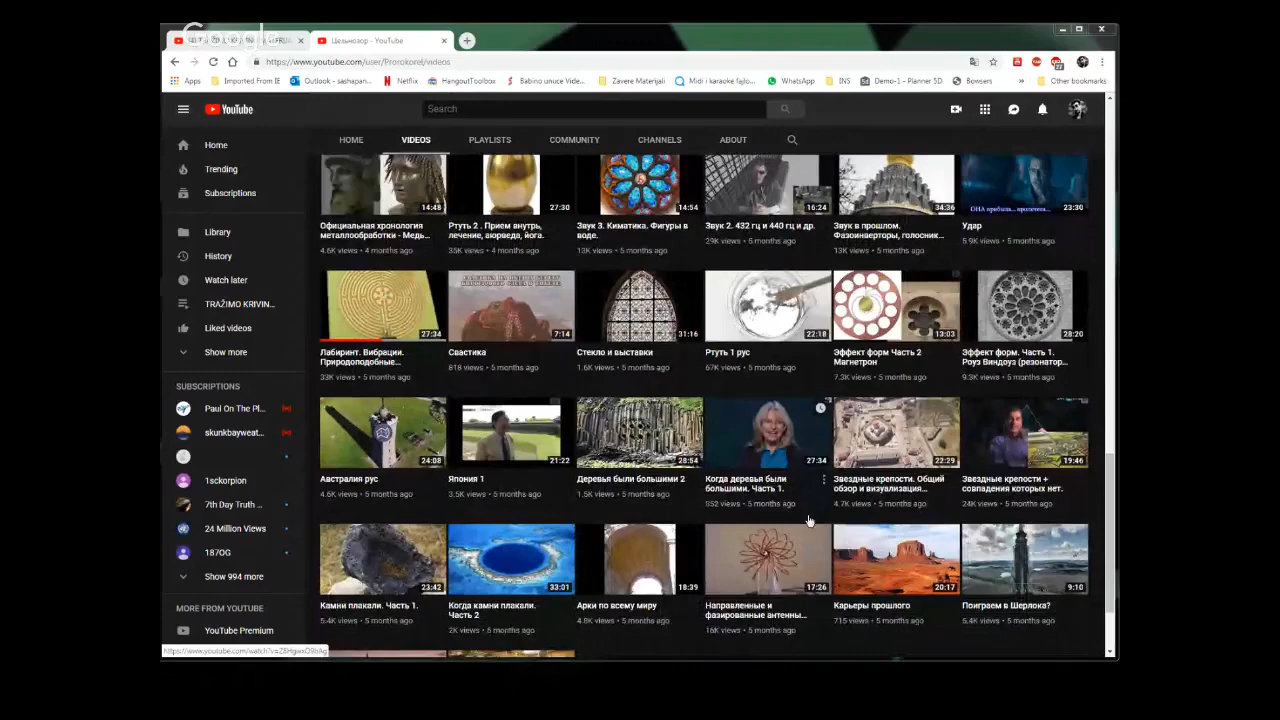 Google
Цельнозор - YouTube
https://www.youtube.com/user/Prorokorel/videos
Apps
Imported From IE
Outlook - sashapan...
Netflix
HangoutToolbox
Babino unuce Vide...
Zavere Materijali
Midi i karaoke fajlo...
WhatsApp
INS
Demo-1 - Planner 5D
Bowsers
»
Other bookmarks
YouTube
Search
HOME
VIDEOS
PLAYLISTS
COMMUNITY
CHANNELS
ABOUT
Home
Trending
Subscriptions
Library
History
Watch later
TRAŽIMO KRIVIN...
Liked videos
Show more
SUBSCRIPTIONS
Paul On The Pl...
skunkbayweat...
1sckorpion
7th Day Truth ...
24 Million Views
187OG
Show 994 more
MORE FROM YOUTUBE
YouTube Premium
14:48
27:30
14:54
16:24
34:36
ОНА прибыль... пролетела...
23:30
Официальная хронология
металлообработки - Медь...
4.6K views • 4 months ago
Ртуть 2 . Прием внутрь,
лечение, аюрведа, йога.
35K views • 4 months ago
Звук 3. Киматика. Фигуры в
воде.
13K views • 5 months ago
Звук 2. 432 гц и 440 гц и др.
29K views • 5 months ago
Звук в прошлом.
Фазоинверторы, голосник...
13K views • 5 months ago
Удар
5.9K views • 5 months ago
27:34
7:14
31:16
22:18
13:03
28:20
Лабиринт. Вибрации.
Природоподобные...
33K views • 5 months ago
Свастика
818 views • 5 months ago
Стекло и выставки
1.6K views • 5 months ago
Ртуть 1 рус
67K views • 5 months ago
Эффект форм Часть 2
Магнетрон
7.3K views • 5 months ago
Эффект форм. Часть 1.
Роуз Виндоуз (резонатор...
9.3K views • 5 months ago
24:08
21:22
28:54
27:34
22:29
19:46
Австралия рус
4.6K views • 5 months ago
Япония 1
3.5K views • 5 months ago
Деревья были большими 2
1.5K views • 5 months ago
Когда деревья были
большими. Часть 1.
952 views • 5 months ago
Звездные крепости. Общий
обзор и визуализация...
4.7K views • 5 months ago
Звездные крепости +
совпадения которых нет.
24K views • 5 months ago
23:42
33:01
18:39
17:26
20:17
9:10
Камни плакали. Часть 1.
5.4K views • 5 months ago
Когда камни плакали.
Часть 2
2K views • 5 months ago
Арки по всему миру
4.8K views • 5 months ago
Направленные и
фазированные антенны...
16K views • 5 months ago
Карьеры прошлого
715 views • 5 months ago
Поиграем в Шерлока?
5.4K views • 5 months ago